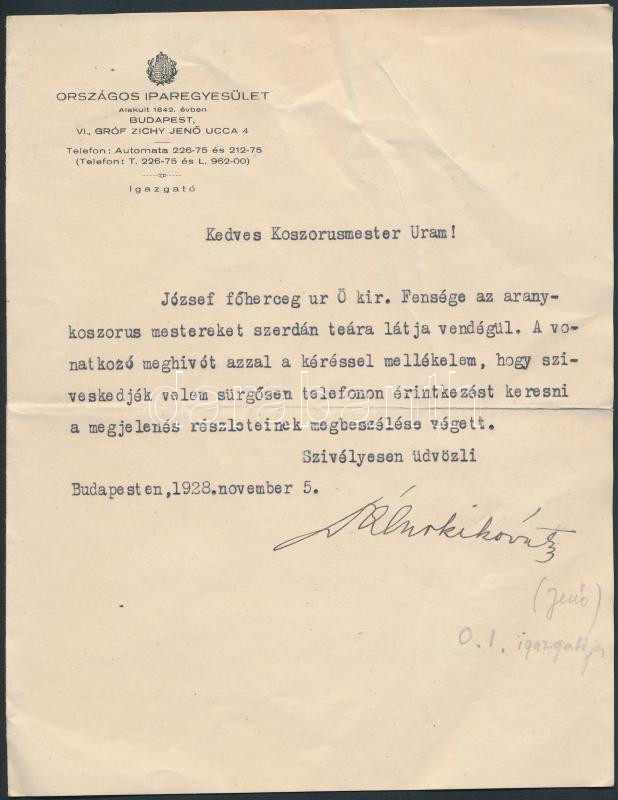 ORSZÁGOS IPAREGYESÜLET
Alakult 1842. évben
BUDAPEST,
VI., GRÓF ZICHY JENŐ UCCA 4
Telefon: Automata 226-75 és 212-75
(Telefon: T. 226-75 és L. 962-00)
Igazgató
Kedves Koszorusmester Uram!
József főherceg ur Ő kir. Fensége az arany-
koszorus mestereket szerdán teára látja vendégül. A vo-
natkozó meghivót azzal a kéréssel mellékelem, hogy szi-
veskedjék velem sürgősen telefonon érintkezést keresni
a megjelenés részleteinek megbeszélése végett.
Szivélyesen üdvözli
Budapesten,1928.november 5.
Dálnokikováts
(Jenő)
O. I. igazgatója
darabanth